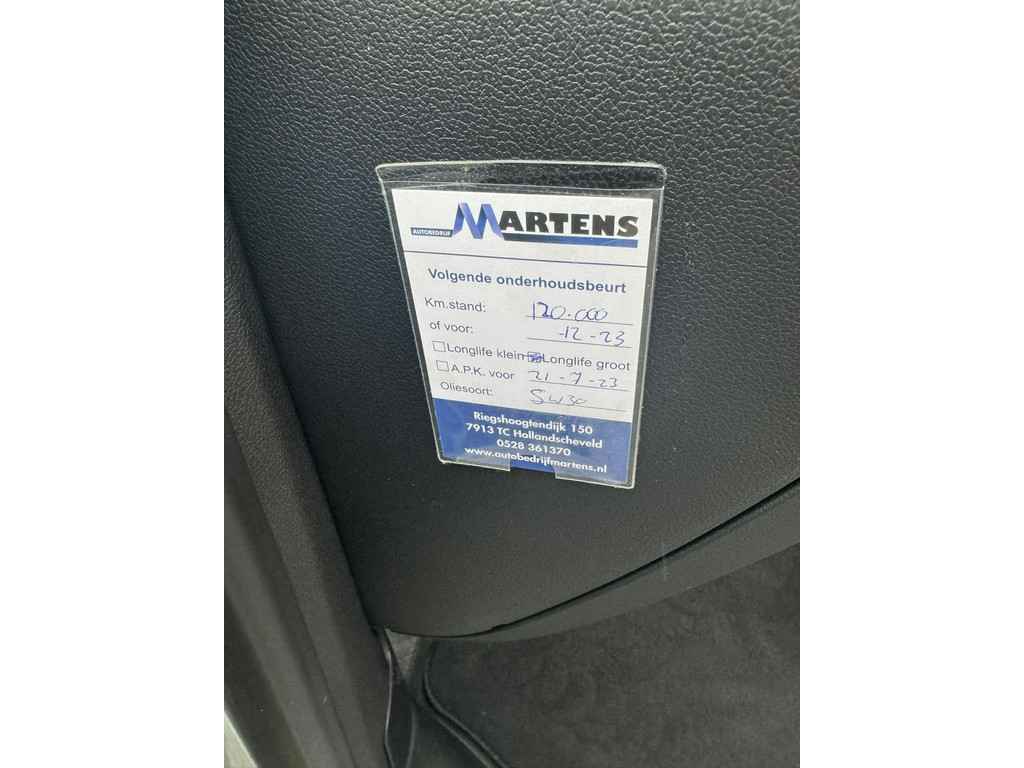 AUTOBEDRIJF MARTENS
Volgende onderhoudsbeurt
Km.stand: 120.000
of voor: -12-23
Longlife klein Longlife groot
A.P.K. voor 21-7-23
Oliesoort: 5W30
Riegshoogtendijk 150
7913 TC Hollandscheveld
0528 361370
www.autobedrijfmartens.nl